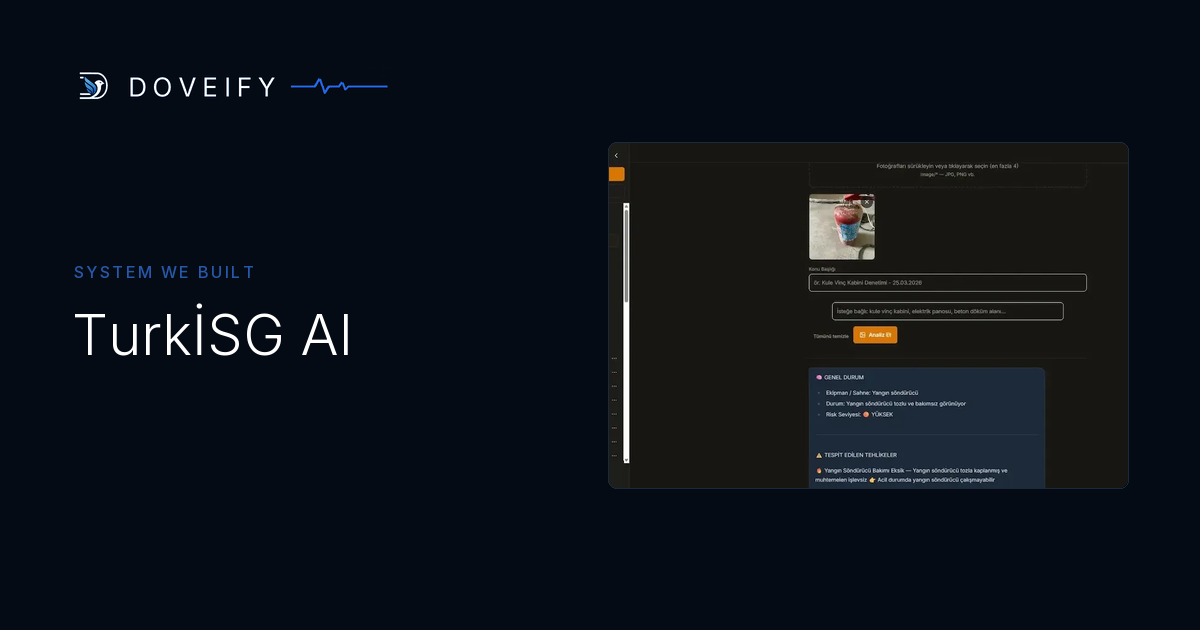 DOVEIFY
SYSTEM WE BUILT
TurkİSG AI
Fotoğrafları sürükleyin veya tıklayarak seçin (en fazla 4)
image/* — JPG, PNG vb.
Konu Başlığı
ör. Kule Vinç Kabini Denetimi - 25.03.2026
İsteğe bağlı: kule vinç kabini, elektrik panosu, beton döküm alanı...
Tümünü temizle
Analiz Et
GENEL DURUM
Ekipman / Sahne: Yangın söndürücü
Durum: Yangın söndürücü tozlu ve bakımsız görünüyor
Risk Seviyesi: YÜKSEK
TESPİT EDİLEN TEHLİKELER
Yangın Söndürücü Bakımı Eksik — Yangın söndürücü tozla kaplanmış ve
muhtemelen işlevsiz 👉 Acil durumda yangın söndürücü çalışmayabilir